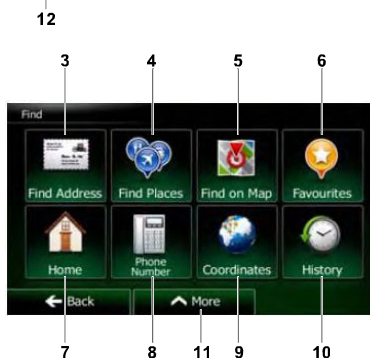 12
3 4 5 6
Find
Find Address Find Places Find on Map Favourites
Home Phone Number Coordinates History
Back More
7 8 11 9 10